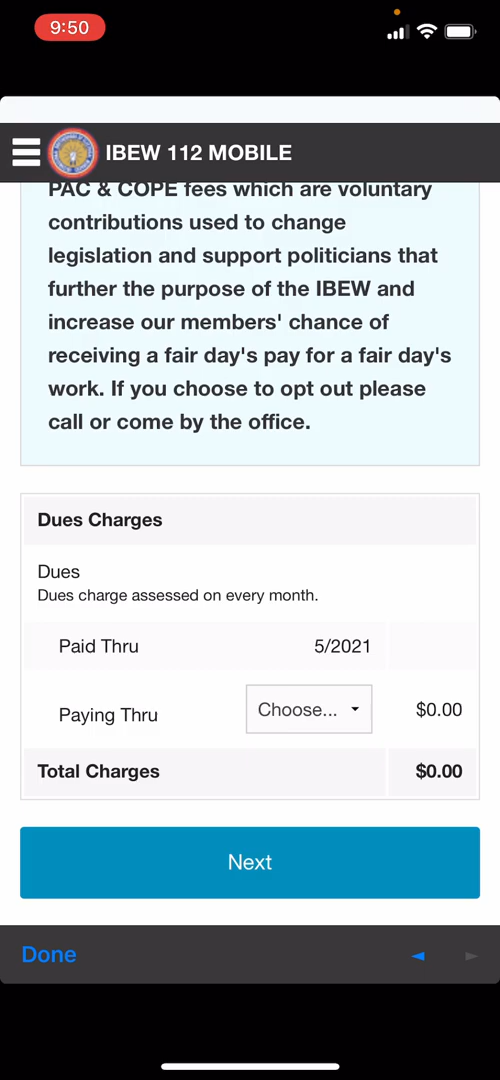 9:50
IBEW 112 MOBILE
PAC & COPE fees which are voluntary
contributions used to change
legislation and support politicians that
further the purpose of the IBEW and
increase our members' chance of
receiving a fair day's pay for a fair day's
work. If you choose to opt out please
call or come by the office.
Dues Charges
Dues
Dues charge assessed on every month.
Paid Thru 5/2021
Paying Thru Choose... $0.00
Total Charges $0.00
Next
Done